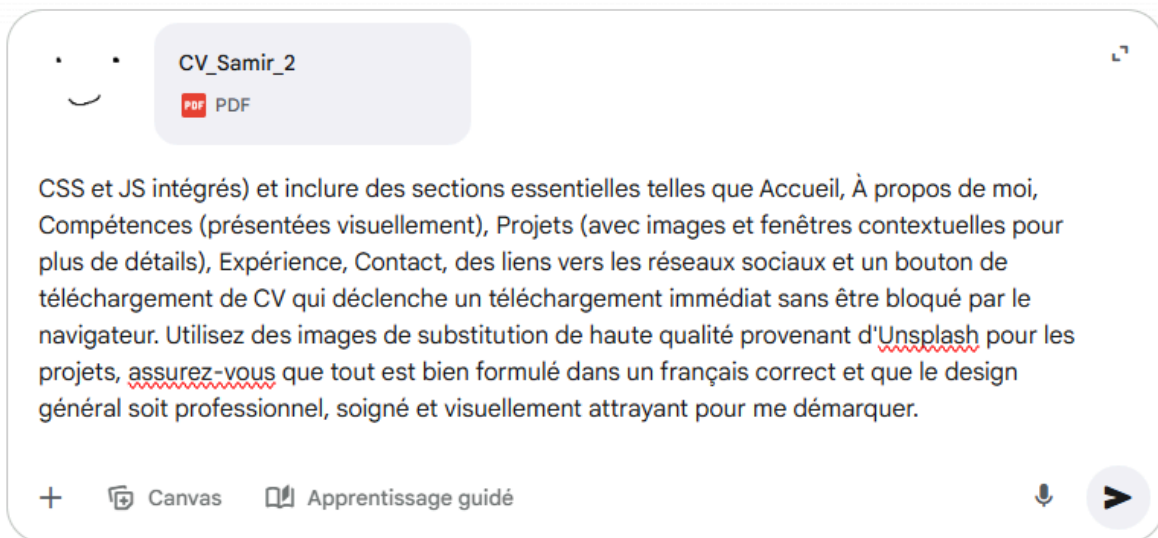 CV_Samir_2
PDF PDF
CSS et JS intégrés) et inclure des sections essentielles telles que Accueil, À propos de moi,
Compétences (présentées visuellement), Projets (avec images et fenêtres contextuelles pour
plus de détails), Expérience, Contact, des liens vers les réseaux sociaux et un bouton de
téléchargement de CV qui déclenche un téléchargement immédiat sans être bloqué par le
navigateur. Utilisez des images de substitution de haute qualité provenant d'Unsplash pour les
projets, assurez-vous que tout est bien formulé dans un français correct et que le design
général soit professionnel, soigné et visuellement attrayant pour me démarquer.
Canvas Apprentissage guidé